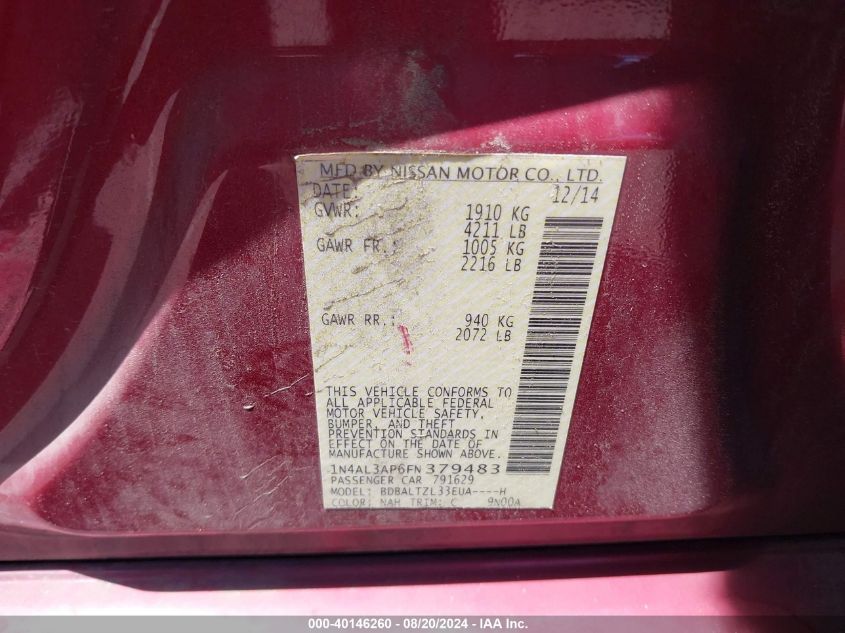 MFD BY NISSAN MOTOR CO., LTD.
DATE: 12/14
GVWR: 1910 KG
4211 LB
GAWR FR.: 1005 KG
2216 LB
GAWR RR.: 940 KG
2072 LB
THIS VEHICLE CONFORMS TO
ALL APPLICABLE FEDERAL
MOTOR VEHICLE SAFETY,
BUMPER, AND THEFT
PREVENTION STANDARDS IN
EFFECT ON THE DATE OF
MANUFACTURE SHOWN ABOVE.
1N4AL3AP6FN379483
PASSENGER CAR 791629
MODEL: BDBALTZL33EUA----H
COLOR: NAH TRIM: C 9N00A
000-40146260 - 08/20/2024 - IAA Inc.